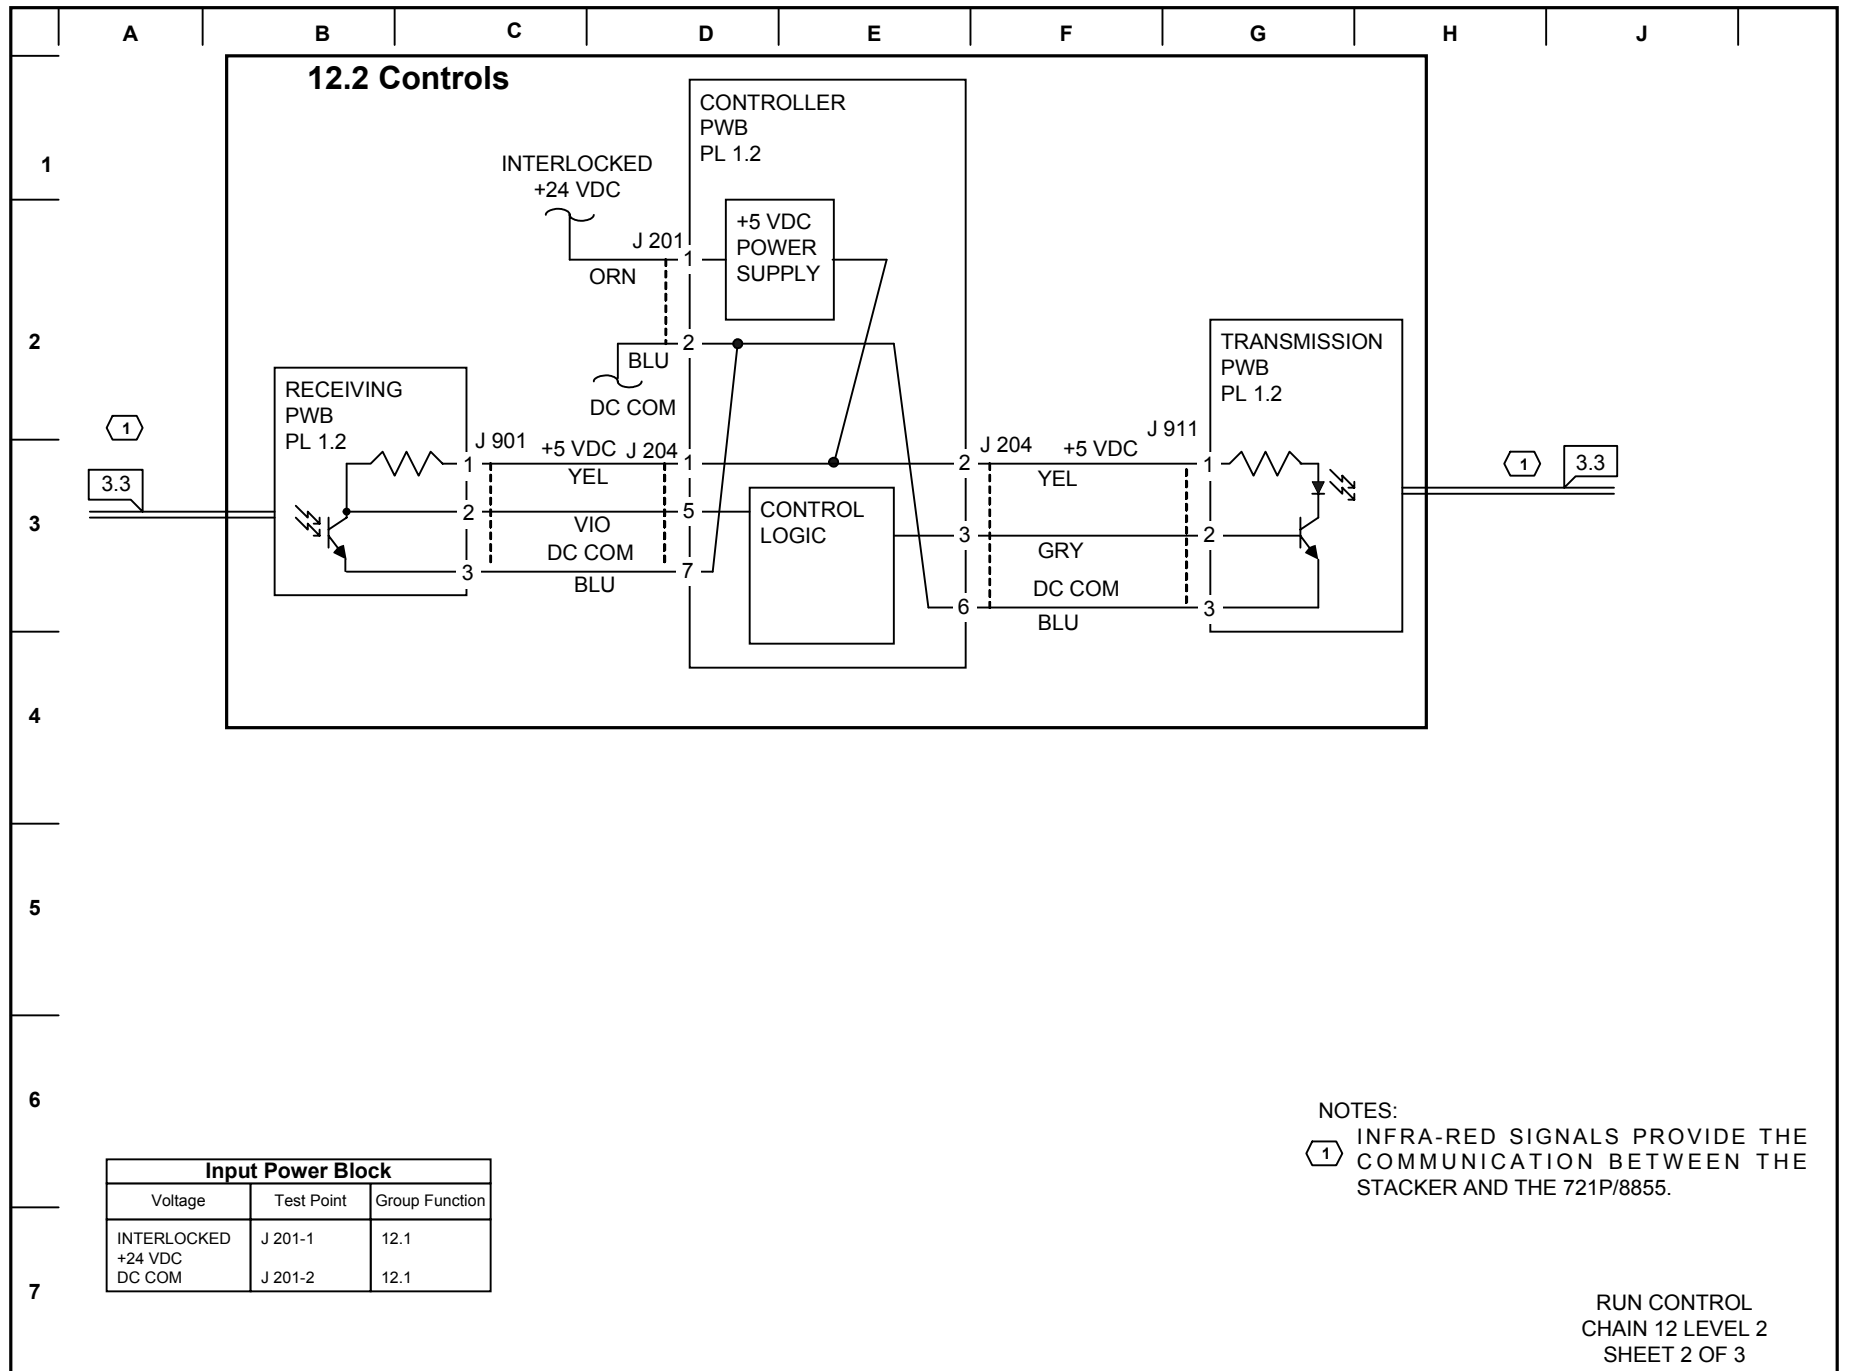 A B C D E F G H J
12.2 Controls
CONTROLLER
PWB
PL 1.2
1
INTERLOCKED
+24 VDC
+5 VDC
POWER
SUPPLY
J 201
1
ORN
2
2
BLU
DC COM
TRANSMISSION
PWB
PL 1.2
RECEIVING
PWB
PL 1.2
1
3.3
J 901
+5 VDC
J 204
1
YEL
1
J 204
+5 VDC
J 911
2
YEL
1
1
3.3
3
2
VIO
5
CONTROL
LOGIC
DC COM
3
BLU
7
3
GRY
2
DC COM
6
BLU
3
4
5
6
NOTES:
1
INFRA-RED SIGNALS PROVIDE THE
COMMUNICATION BETWEEN THE
STACKER AND THE 721P/8855.
Input Power Block
Voltage Test Point Group Function
INTERLOCKED J 201-1 12.1
+24 VDC
DC COM J 201-2 12.1
7
RUN CONTROL
CHAIN 12 LEVEL 2
SHEET 2 OF 3